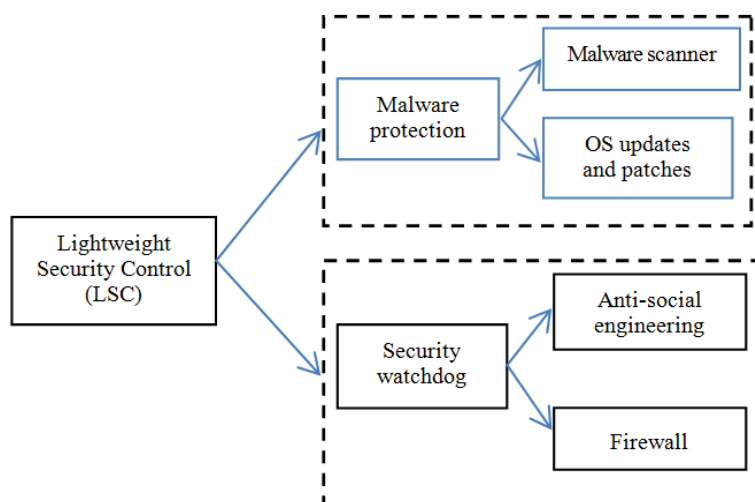 Lightweight
Security Control
(LSC)
Malware
protection
Malware scanner
OS updates
and patches
Security
watchdog
Anti-social
engineering
Firewall